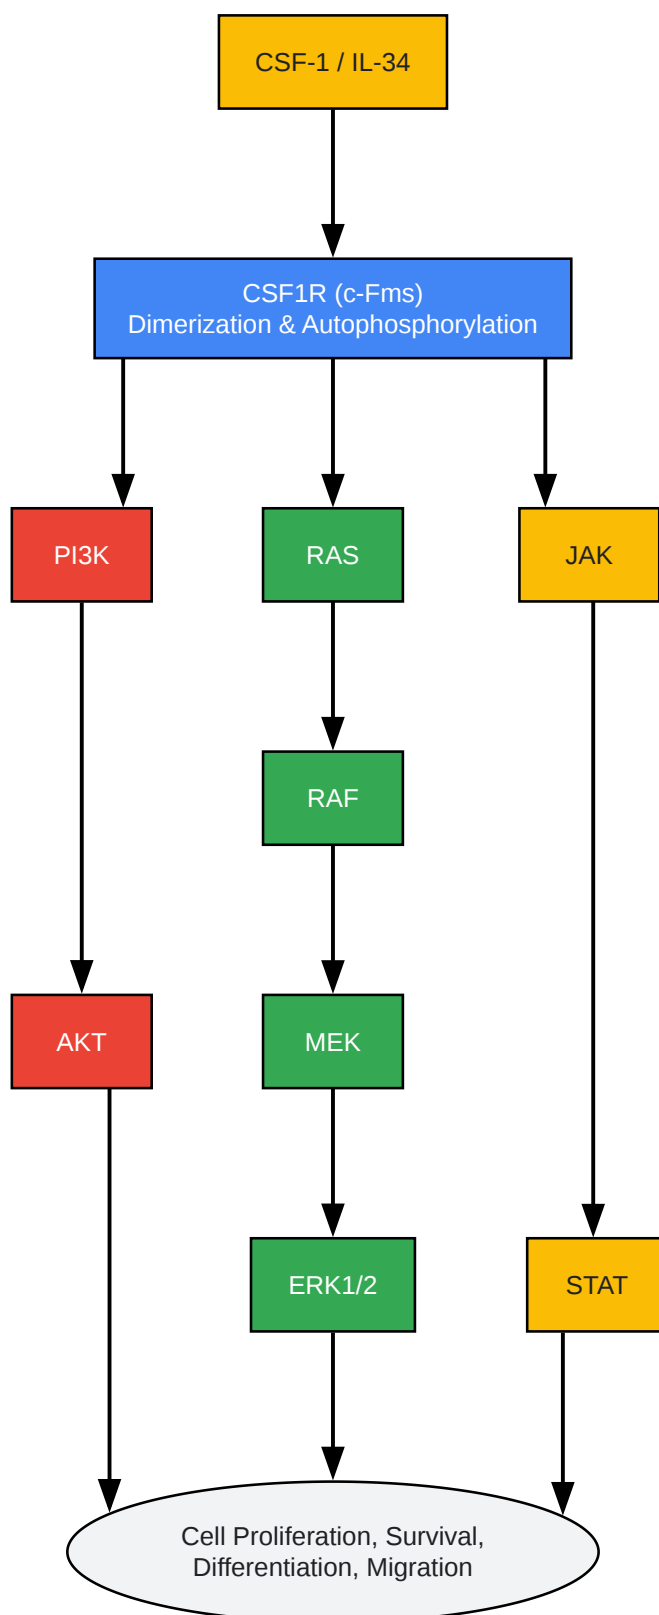 CSF-1 / IL-34
CSF1R (c-Fms)
Dimerization & Autophosphorylation
PI3K
RAS
JAK
RAF
AKT
MEK
ERK1/2
STAT
Cell Proliferation, Survival,
Differentiation, Migration